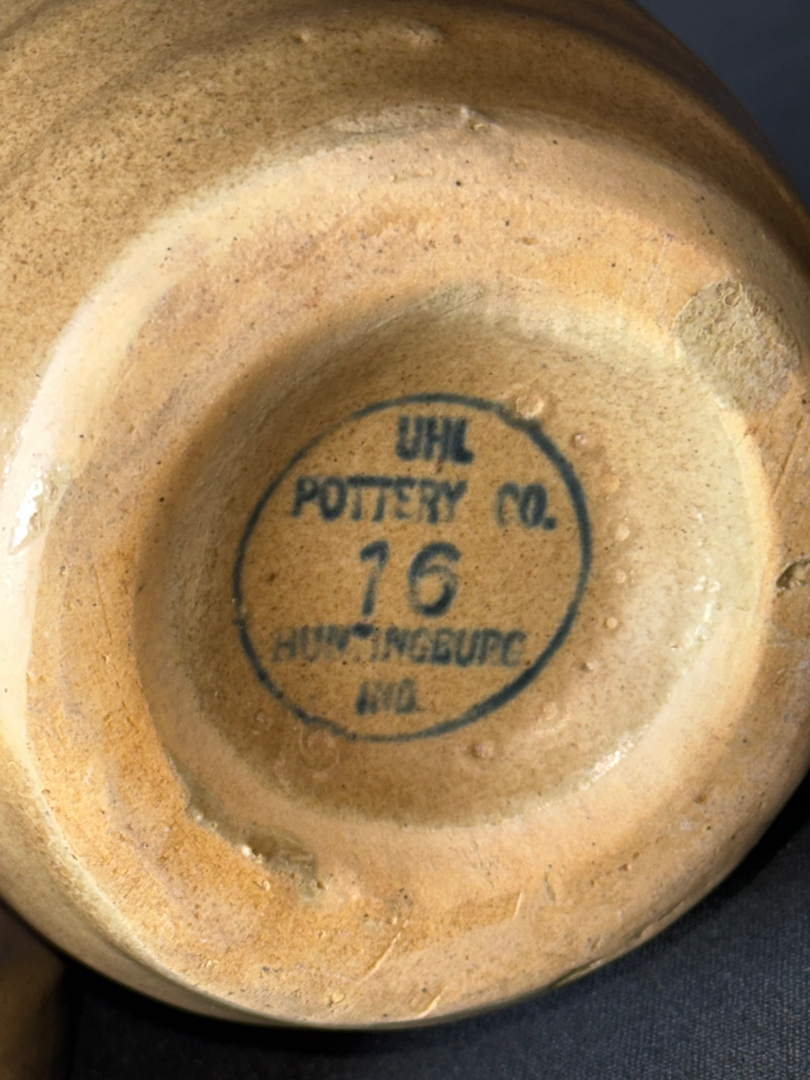 UHL
POTTERY CO.
16
HUNTINGBURG
IND.